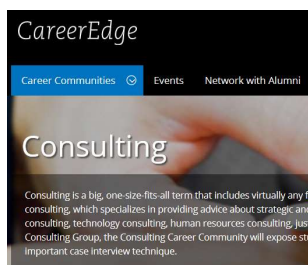 CareerEdge
Career Communities Events Network with Alumni
Consulting
Consulting is a big, one-size-fits-all term that includes virtually any
consulting, which specializes in providing advice about strategic and
consulting, technology consulting, human resources consulting,
Consulting Group, the Consulting Career Community will expose
important case interview technique.